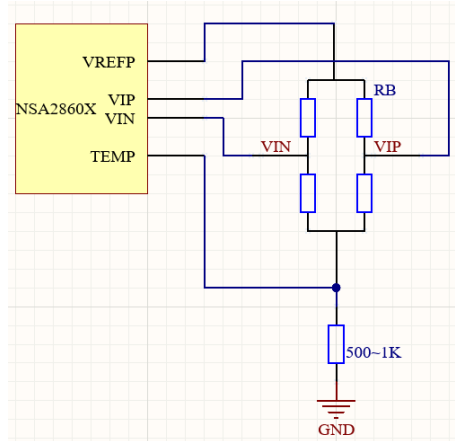 VREFP
RB
VIP
NSA2860X
VIN
VIN
VIP
TEMP
500~1K
GND